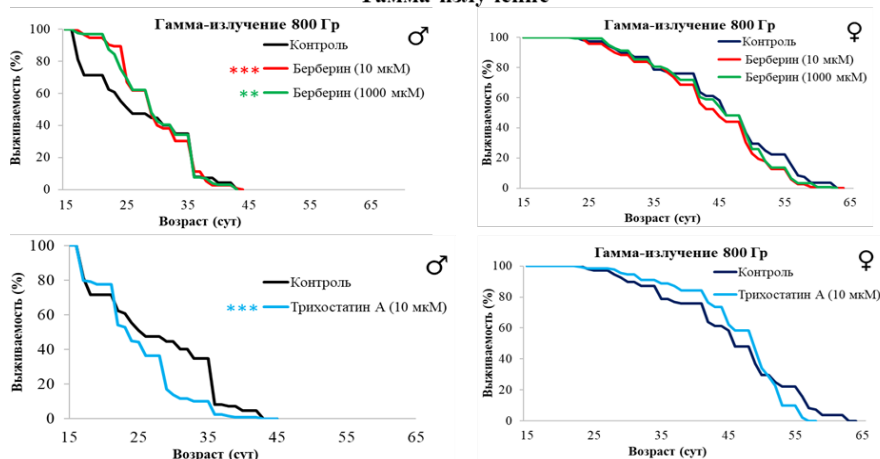 Гамма-излучение
Гамма-излучение 800 Гр
♂
Контроль
*** Берберин (10 мкМ)
** Берберин (1000 мкМ)
Выживаемость (%)
100
80
60
40
20
0
15 25 35 45 55 65
Возраст (сут)
Гамма-излучение 800 Гр
♀
Контроль
Берберин (10 мкМ)
Берберин (1000 мкМ)
Выживаемость (%)
100
80
60
40
20
0
15 25 35 45 55 65
Возраст (сут)
♂
Контроль
*** Трихостатин А (10 мкМ)
Выживаемость (%)
100
80
60
40
20
0
15 25 35 45 55 65
Возраст (сут)
Гамма-излучение 800 Гр
♀
Контроль
Трихостатин А (10 мкМ)
Выживаемость (%)
100
80
60
40
20
0
15 25 35 45 55 65
Возраст (сут)